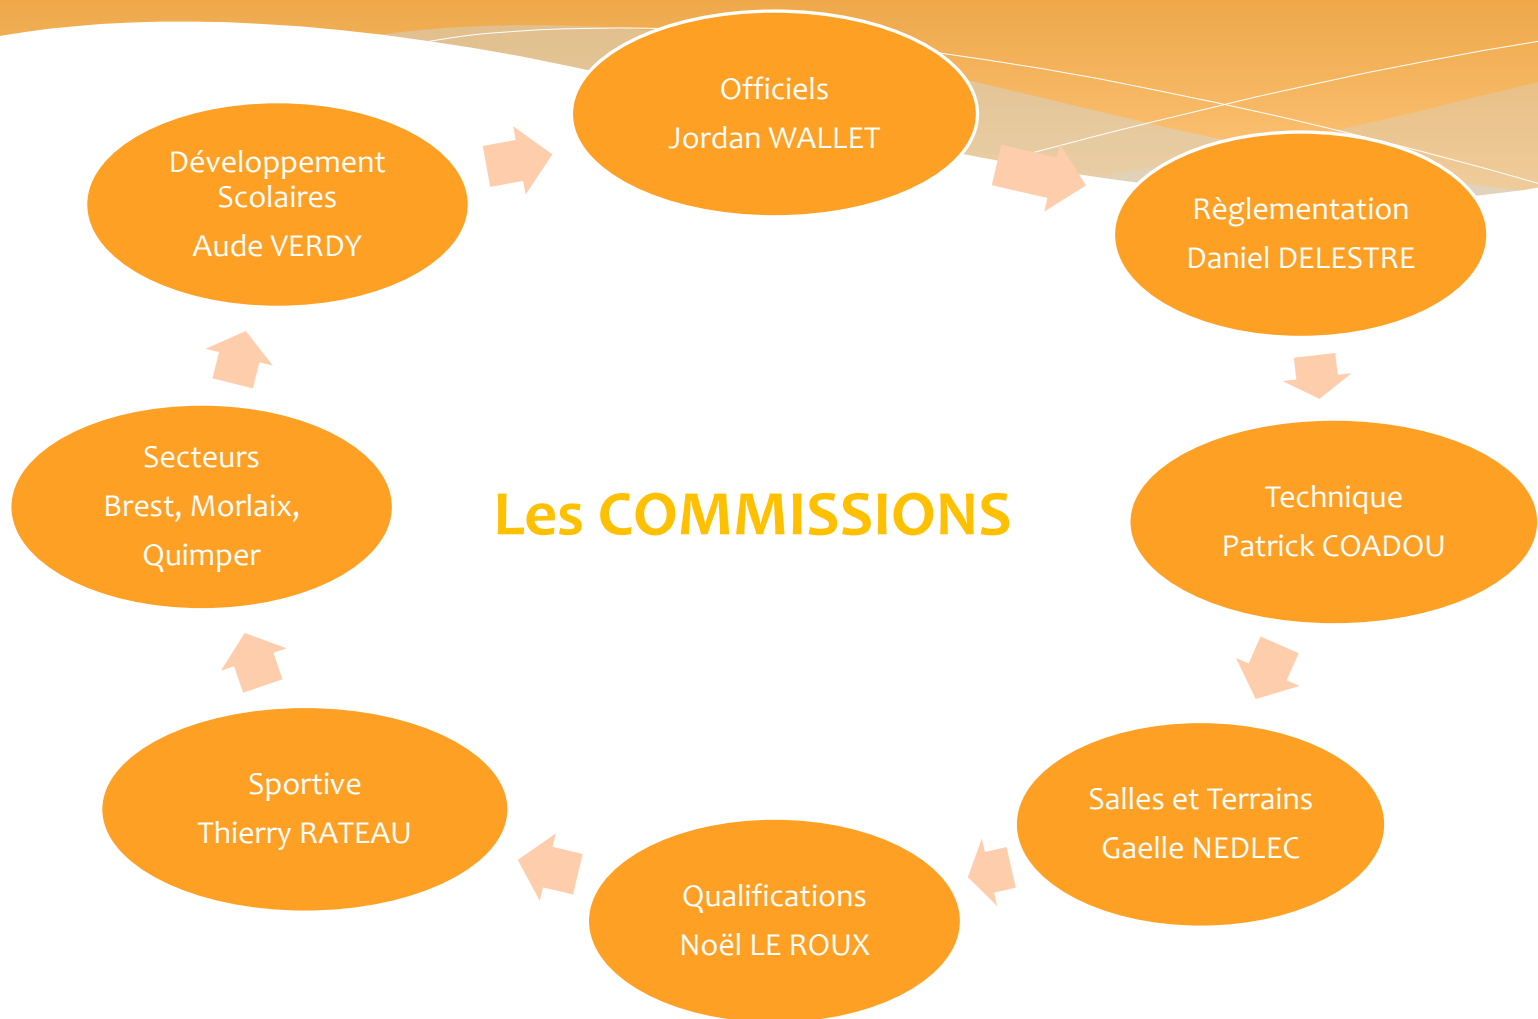 Officiels
Jordan WALLET
Règlementation
Daniel DELESTRE
Technique
Patrick COADOU
Salles et Terrains
Gaelle NEDLEC
Qualifications
Noël LE ROUX
Sportive
Thierry RATEAU
Secteurs
Brest, Morlaix,
Quimper
Développement
Scolaires
Aude VERDY
Les COMMISSIONS